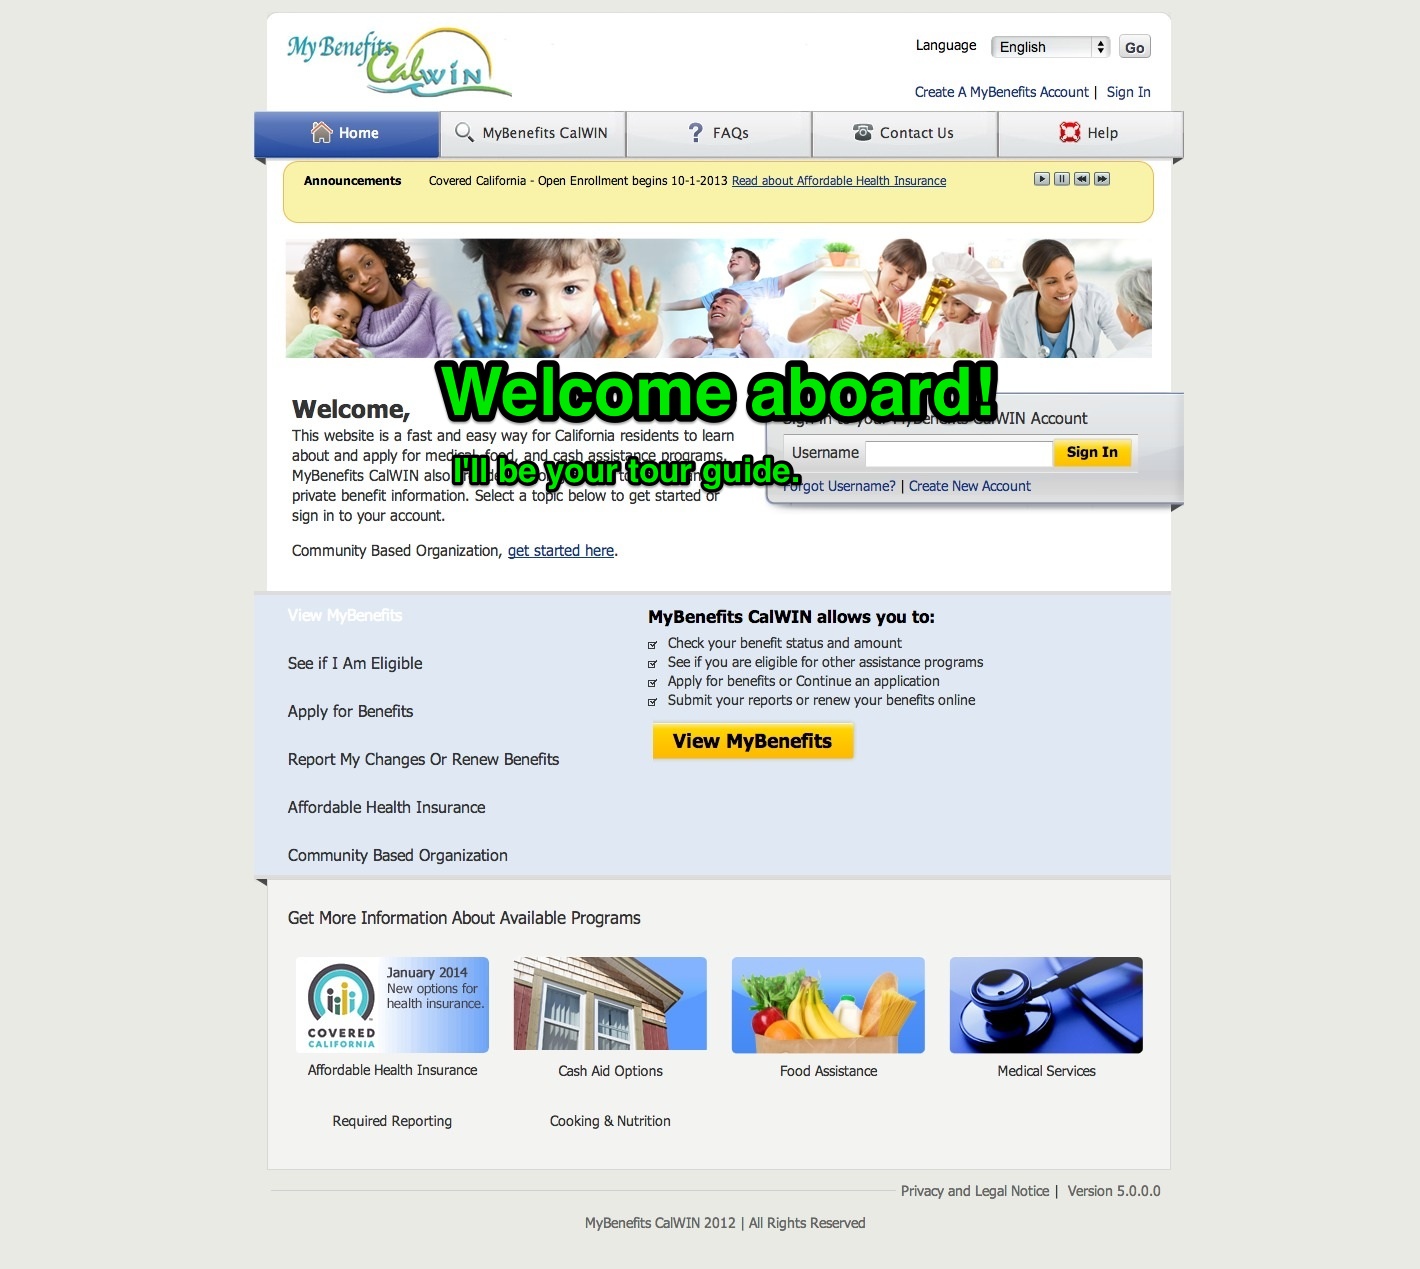 My Benefits
CalWIN
Language English Go
Create A MyBenefits Account | Sign In
Home
MyBenefits CalWIN
FAQs
Contact Us
Help
Announcements Covered California - Open Enrollment begins 10-1-2013 Read about Affordable Health Insurance
Welcome aboard!
I'll be your tour guide.
Welcome,
This website is a fast and easy way for California residents to learn
about and apply for medical, food, and cash assistance programs.
MyBenefits CalWIN also
private benefit information. Select a topic below to get started or
sign in to your account.
Community Based Organization, get started here.
Sign in to your MyBenefits CalWIN Account
Username Sign In
Forgot Username? | Create New Account
View MyBenefits
See if I Am Eligible
Apply for Benefits
Report My Changes Or Renew Benefits
Affordable Health Insurance
Community Based Organization
MyBenefits CalWIN allows you to:
Check your benefit status and amount
See if you are eligible for other assistance programs
Apply for benefits or Continue an application
Submit your reports or renew your benefits online
View MyBenefits
Get More Information About Available Programs
January 2014
New options for
health insurance.
COVERED
CALIFORNIA
Affordable Health Insurance
Cash Aid Options
Food Assistance
Medical Services
Required Reporting
Cooking & Nutrition
Privacy and Legal Notice | Version 5.0.0.0
MyBenefits CalWIN 2012 | All Rights Reserved